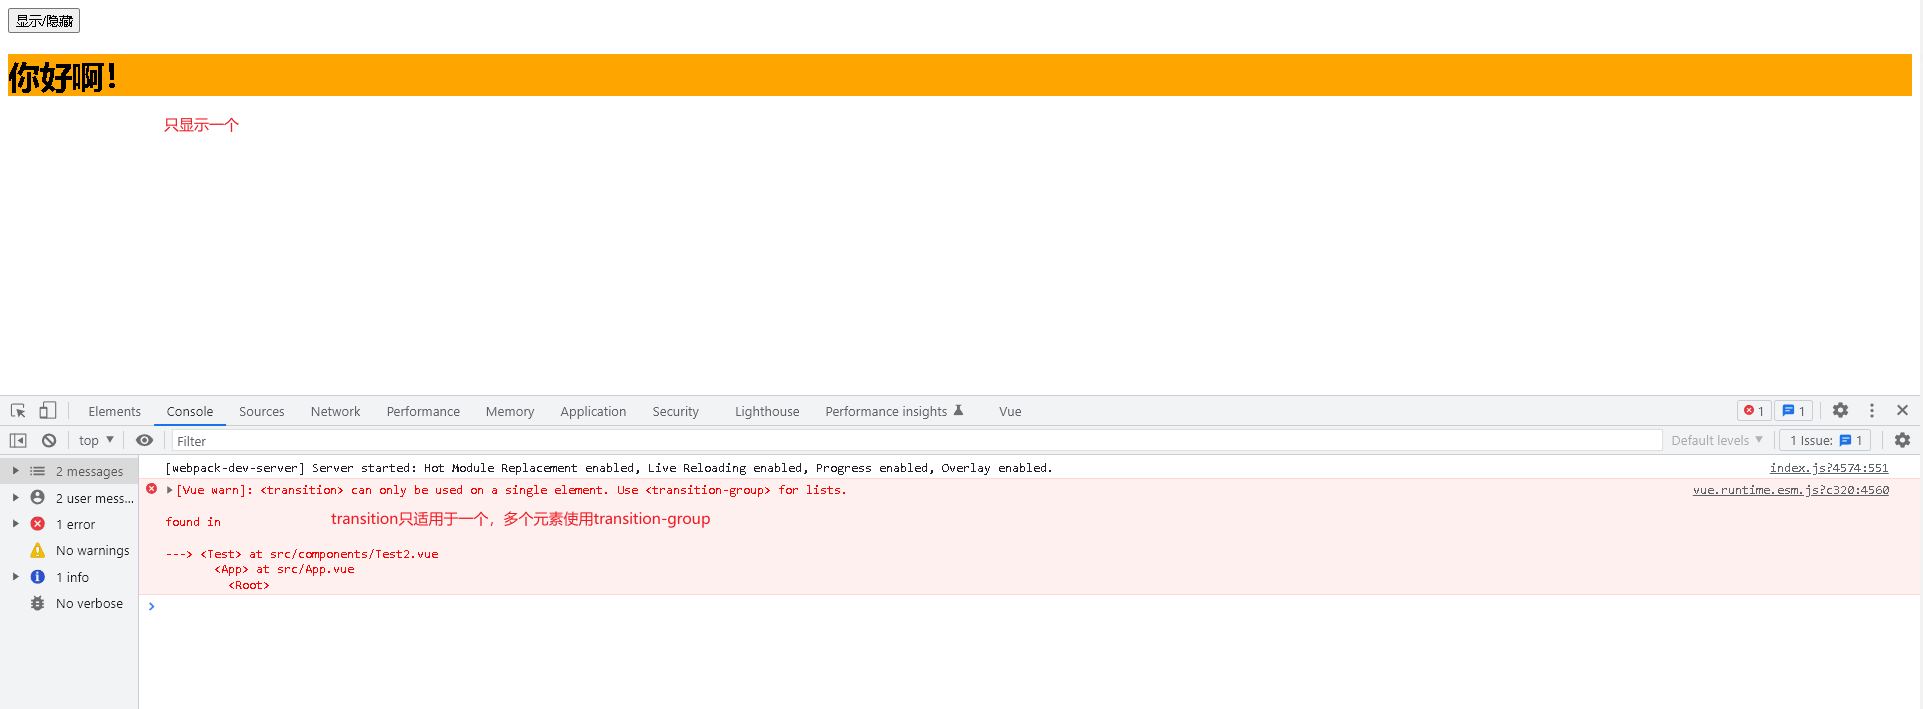 显示/隐藏
你好啊！
只显示一个
Elements Console Sources Network Performance Memory Application Security Lighthouse Performance insights Vue 1 1
top Filter Default levels 1 Issue: 1
2 messages
[webpack-dev-server] Server started: Hot Module Replacement enabled, Live Reloading enabled, Progress enabled, Overlay enabled. index.js?4574:551
2 user mess...
[Vue warn]: <transition> can only be used on a single element. Use <transition-group> for lists. vue.runtime.esm.js?c320:4560
1 error
found in
transition只适用于一个，多个元素使用transition-group
No warnings
---> <Test> at src/components/Test2.vue
<App> at src/App.vue
1 info
<Root>
No verbose